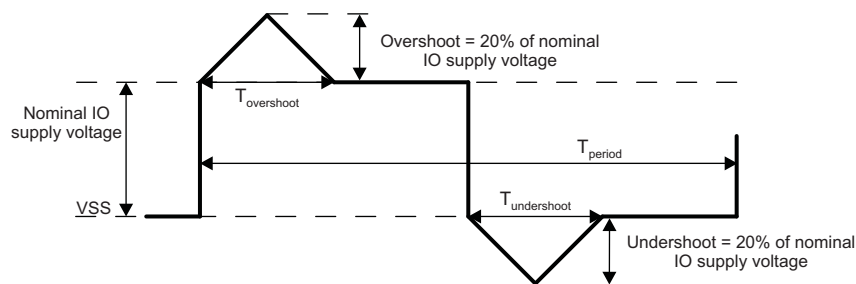 Overshoot = 20% of nominal
IO supply voltage
Nominal IO
supply voltage
Tovershoot
Tperiod
VSS
Tundershoot
Undershoot = 20% of nominal
IO supply voltage